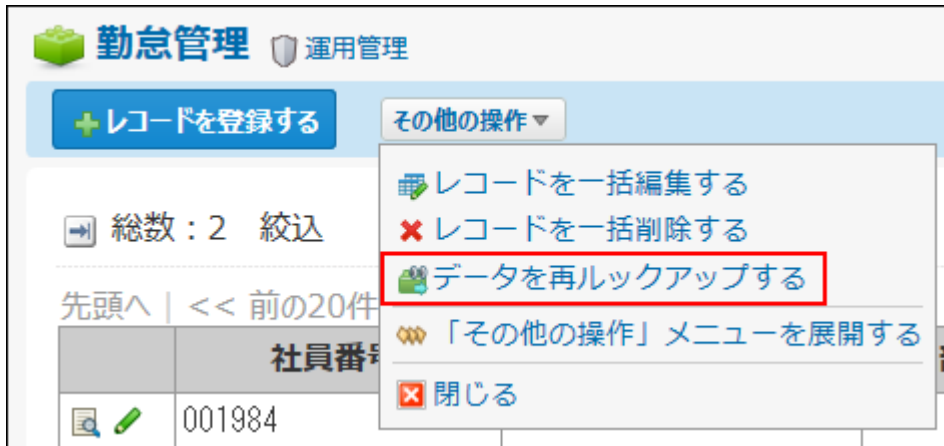 勤怠管理 運用管理
レコードを登録する その他の操作
レコードを一括編集する
レコードを一括削除する
総数：2 絞込
データを再ルックアップする
先頭へ | << 前の20件
「その他の操作」メニューを展開する
社員番
閉じる
001984